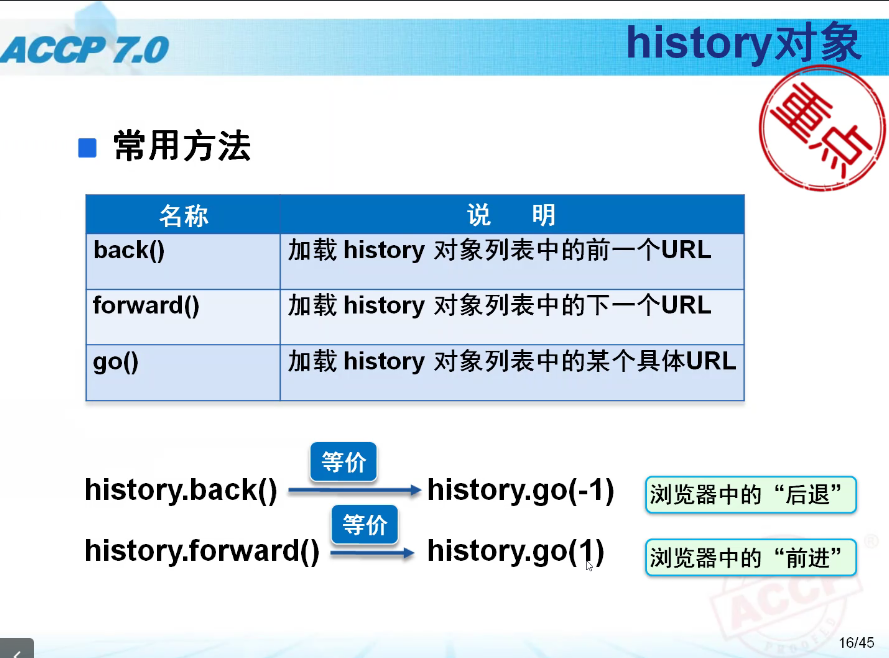 ACCP 7.0
history对象
重点
常用方法
名称 说 明
back() 加载 history 对象列表中的前一个URL
forward() 加载 history 对象列表中的下一个URL
go() 加载 history 对象列表中的某个具体URL
等价
history.back() history.go(-1) 浏览器中的“后退”
等价
history.forward() history.go(1) 浏览器中的“前进”
ACCP
®
16/45